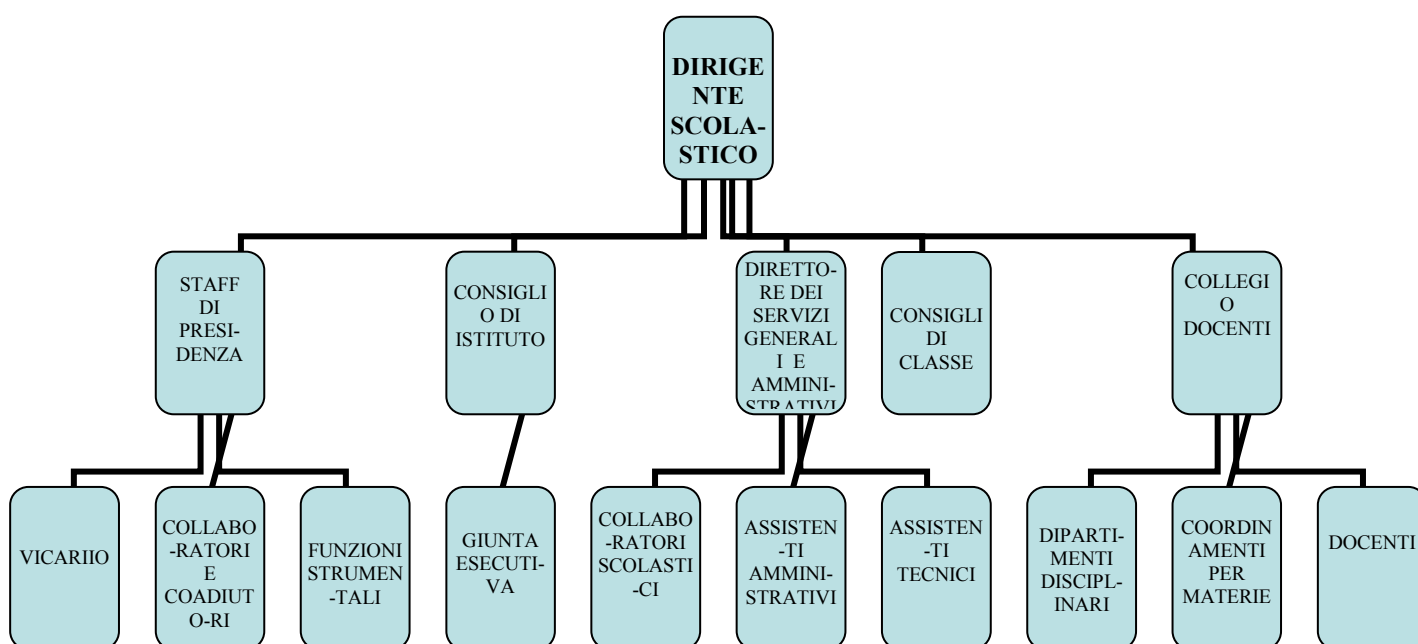 DIRIGE
NTE
SCOLA-
STICO
STAFF
DI
PRESI-
DENZA
CONSIGLI
O DI
ISTITUTO
DIRETTO-
RE DEI
SERVIZI
GENERAL
I E
AMMINI-
STRATIVI
CONSIGLI
DI
CLASSE
COLLEGI
O
DOCENTI
VICARIIO
COLLABO
-RATORI
E
COADIUT
O-RI
FUNZIONI
STRUMEN
-TALI
GIUNTA
ESECUTI-
VA
COLLABO
-RATORI
SCOLASTI
-CI
ASSISTEN
-TI
AMMINI-
STRATIVI
ASSISTEN
-TI
TECNICI
DIPARTI-
MENTI
DISCIPL-
INARI
COORDIN
AMENTI
PER
MATERIE
DOCENTI